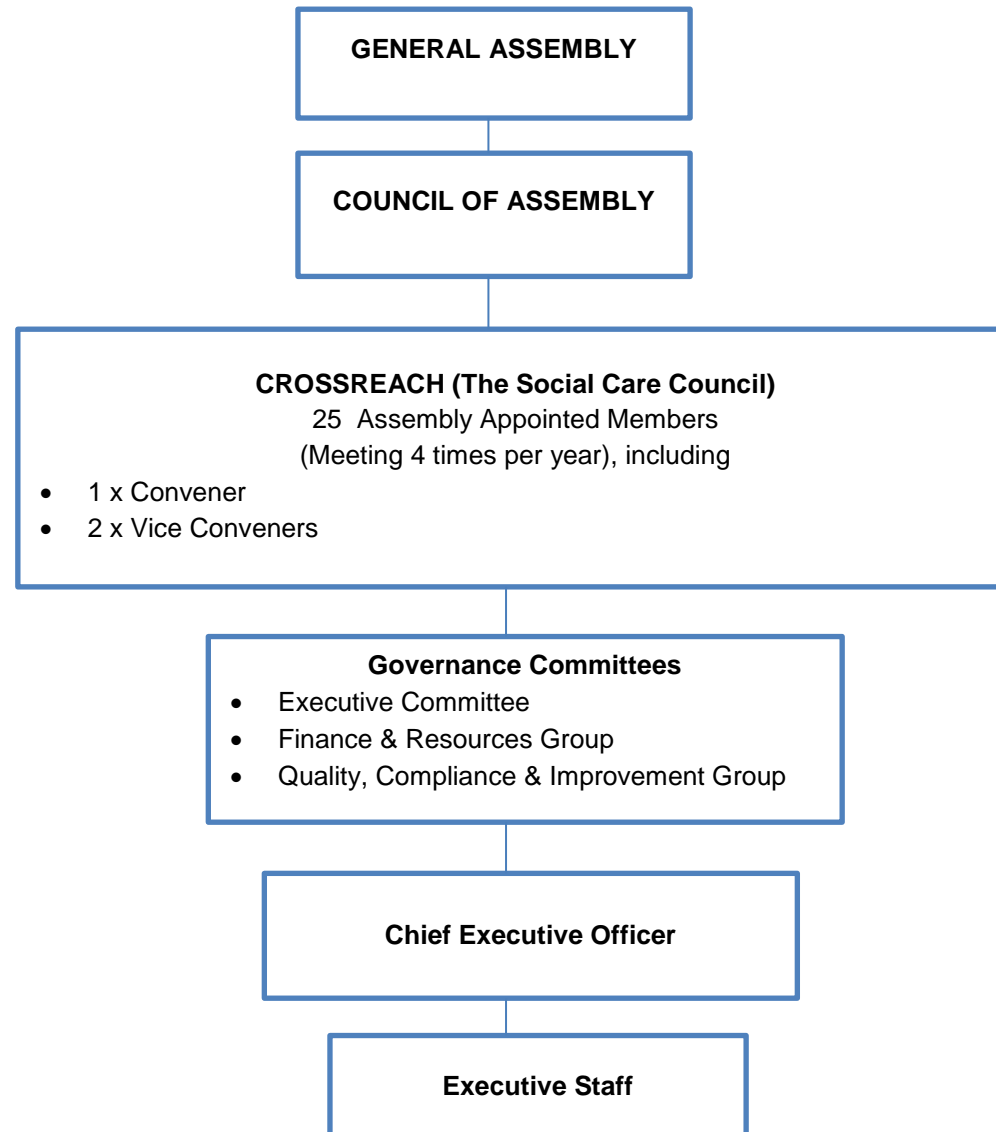 GENERAL ASSEMBLY
COUNCIL OF ASSEMBLY
CROSSREACH (The Social Care Council)
25 Assembly Appointed Members
(Meeting 4 times per year), including
• 1 x Convener
• 2 x Vice Conveners
Governance Committees
• Executive Committee
• Finance & Resources Group
• Quality, Compliance & Improvement Group
Chief Executive Officer
Executive Staff